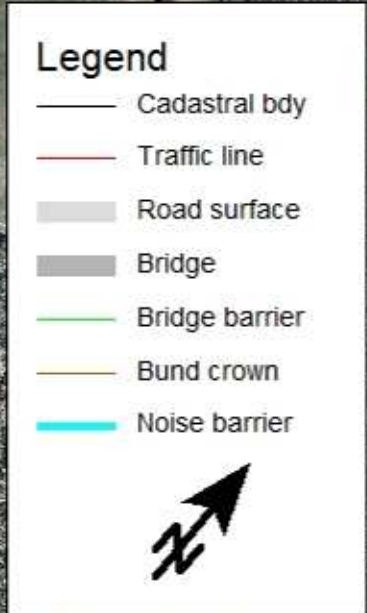 Legend
Cadastral bdy
Traffic line
Road surface
Bridge
Bridge barrier
Bund crown
Noise barrier
N